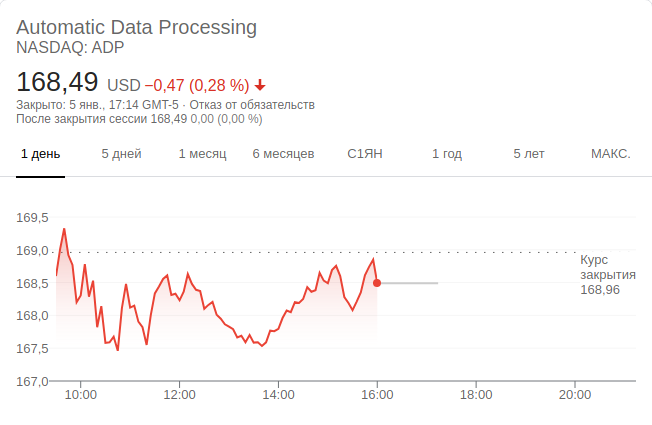 Automatic Data Processing
NASDAQ: ADP
168,49 USD −0,47 (0,28 %)
Закрыто: 5 янв., 17:14 GMT-5 · Отказ от обязательств
После закрытия сессии 168,49 0,00 (0,00 %)
1 день 5 дней 1 месяц 6 месяцев С1ЯН 1 год 5 лет МАКС.
169,5
169,0
168,5
168,0
167,5
167,0
Курс
закрытия
168,96
10:00 12:00 14:00 16:00 18:00 20:00